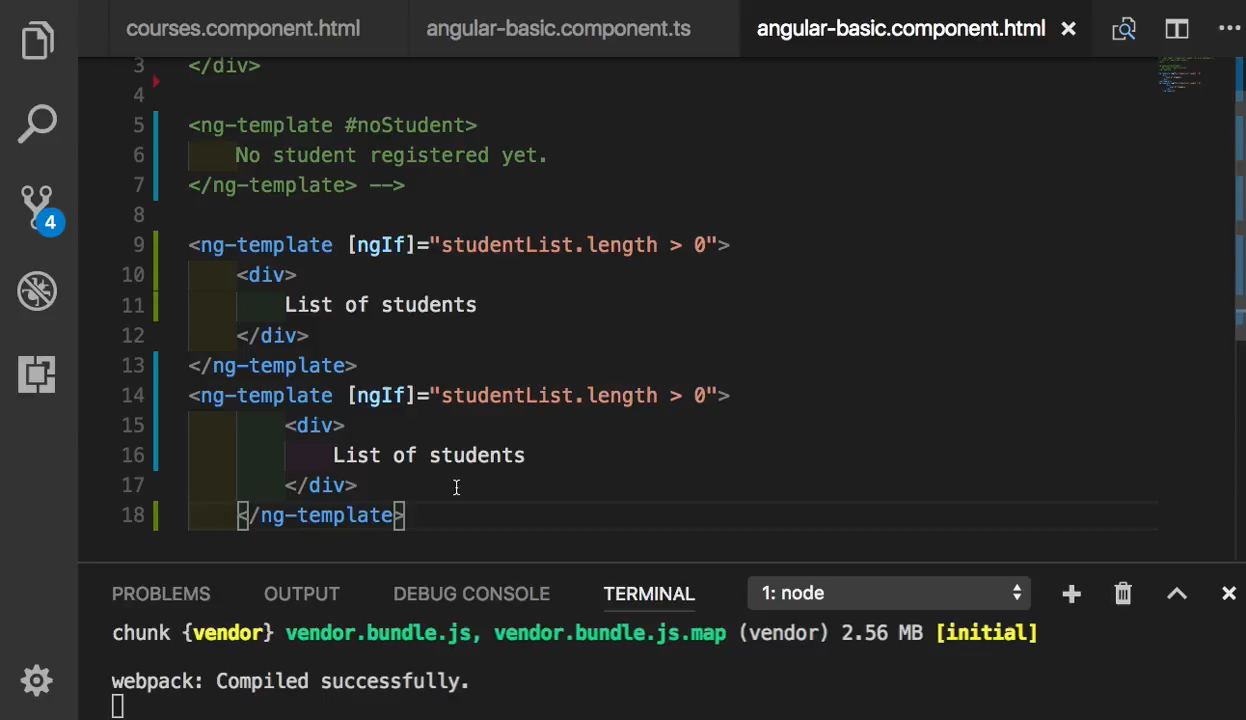 courses.component.html angular-basic.component.ts angular-basic.component.html × ...
3 </div>
4
5 <ng-template #noStudent>
6 No student registered yet.
7 </ng-template> -->
8
9 <ng-template [ngIf]="studentList.length > 0">
10 <div>
11 List of students
12 </div>
13 </ng-template>
14 <ng-template [ngIf]="studentList.length > 0">
15 <div>
16 List of students
17 </div>
18 </ng-template>
4
PROBLEMS OUTPUT DEBUG CONSOLE TERMINAL 1: node
chunk {vendor} vendor.bundle.js, vendor.bundle.js.map (vendor) 2.56 MB [initial]
webpack: Compiled successfully.